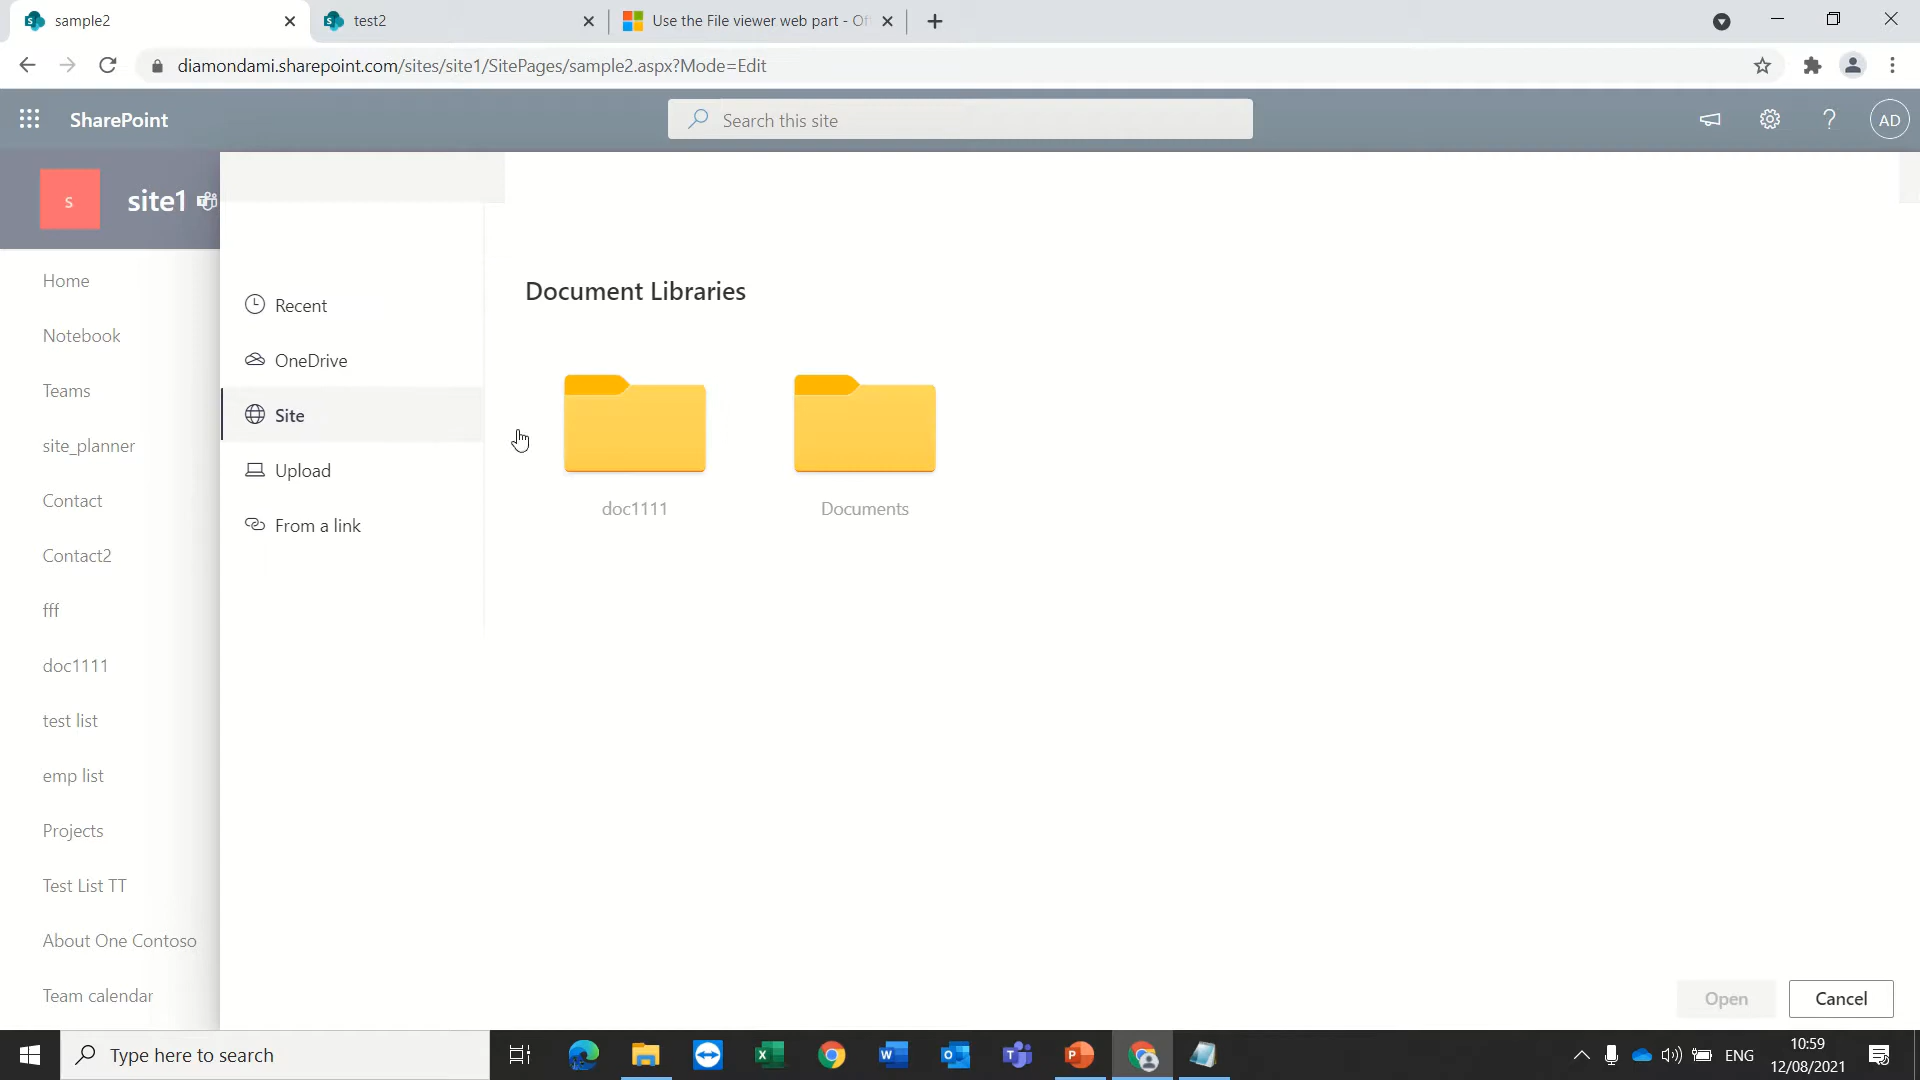 sample2
test2
Use the File viewer web part - Of
diamondami.sharepoint.com/sites/site1/SitePages/sample2.aspx?Mode=Edit
SharePoint
Search this site
AD
s
site1
Home
Notebook
Teams
site_planner
Contact
Contact2
fff
doc1111
test list
emp list
Projects
Test List TT
About One Contoso
Team calendar
Recent
OneDrive
Site
Upload
From a link
Document Libraries
doc1111
Documents
Open
Cancel
Type here to search
ENG
10:59
12/08/2021